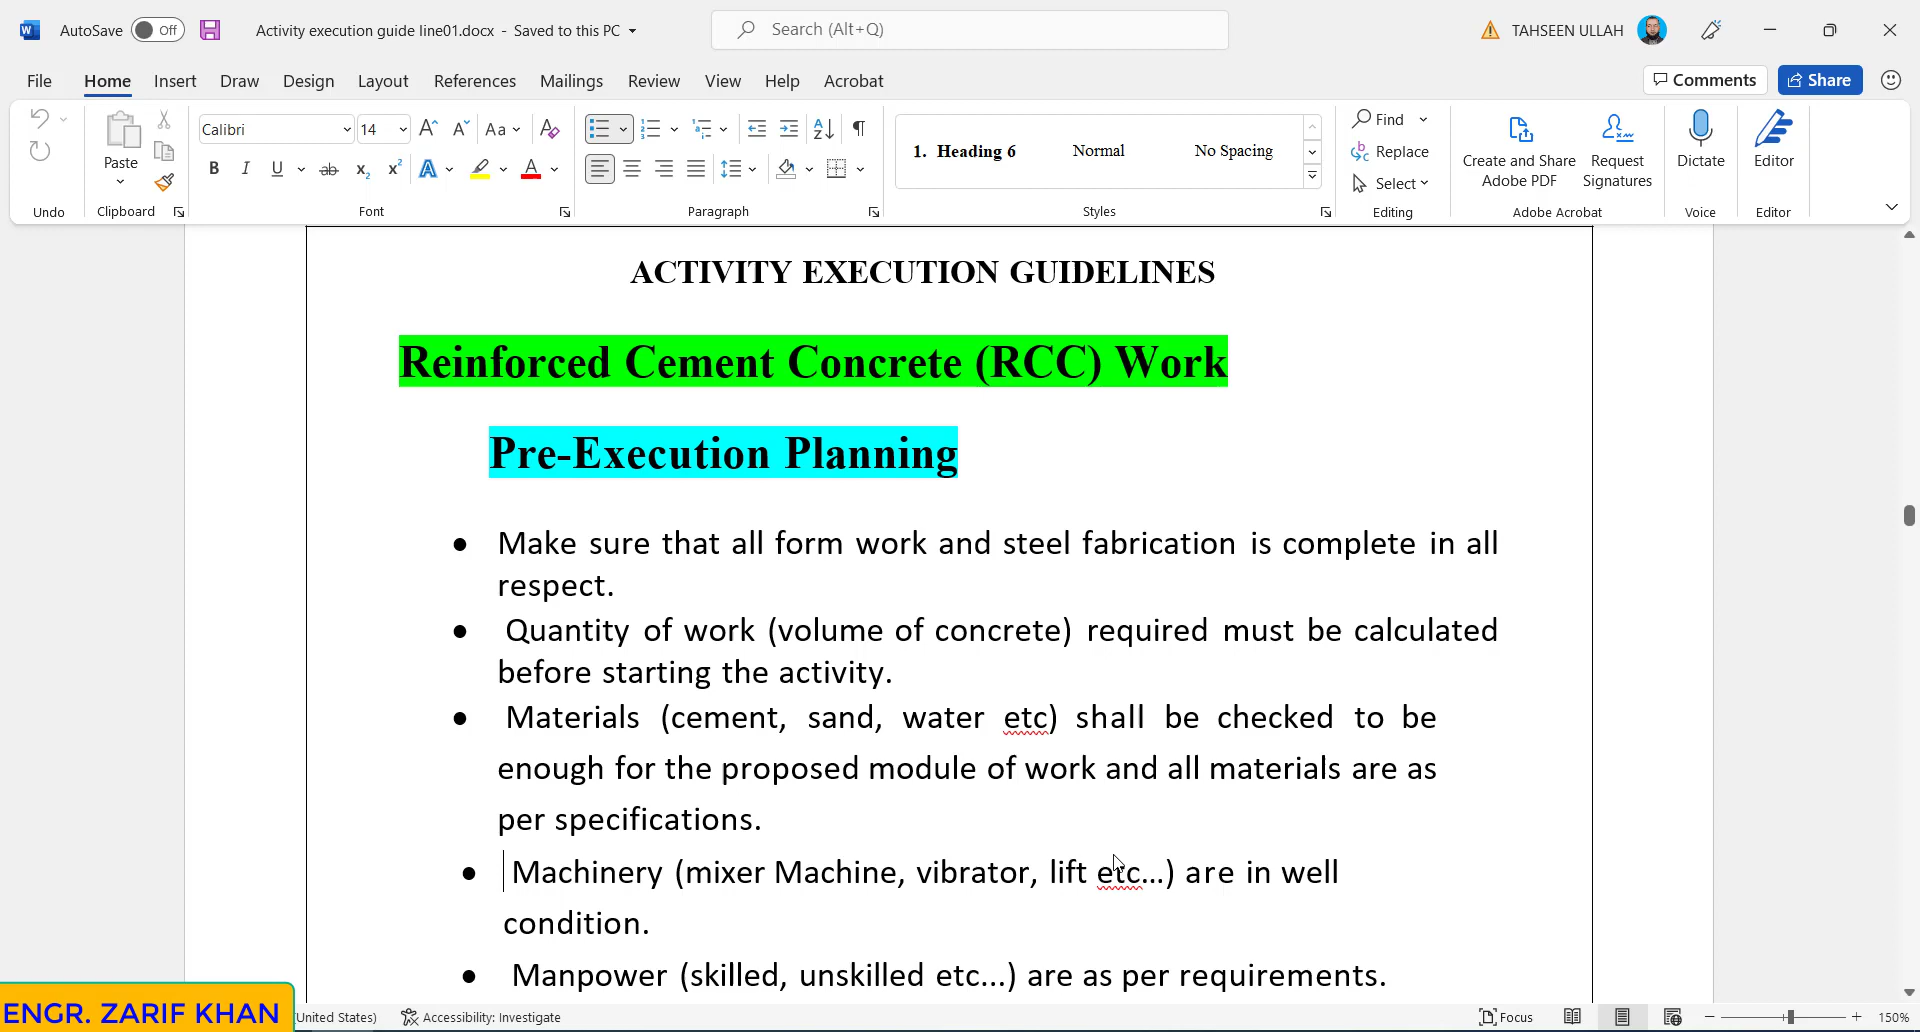 AutoSave Off Activity execution guide line01.docx - Saved to this PC Search (Alt+Q) TAHSEEN ULLAH
File Home Insert Draw Design Layout References Mailings Review View Help Acrobat Comments Share
Calibri 14 Aa
Paste
B I U ab x₂ x² A A
1. Heading 6 Normal No Spacing
Find
Replace
Select
Create and Share
Adobe PDF
Request
Signatures
Dictate
Editor
Undo Clipboard Font Paragraph Styles Editing Adobe Acrobat Voice Editor
ACTIVITY EXECUTION GUIDELINES
Reinforced Cement Concrete (RCC) Work
Pre-Execution Planning
● Make sure that all form work and steel fabrication is complete in all
respect.
● Quantity of work (volume of concrete) required must be calculated
before starting the activity.
● Materials (cement, sand, water etc) shall be checked to be
enough for the proposed module of work and all materials are as
per specifications.
● Machinery (mixer Machine, vibrator, lift etc...) are in well
condition.
● Manpower (skilled, unskilled etc...) are as per requirements.
ENGR. ZARIF KHAN
United States) Accessibility: Investigate Focus 150%